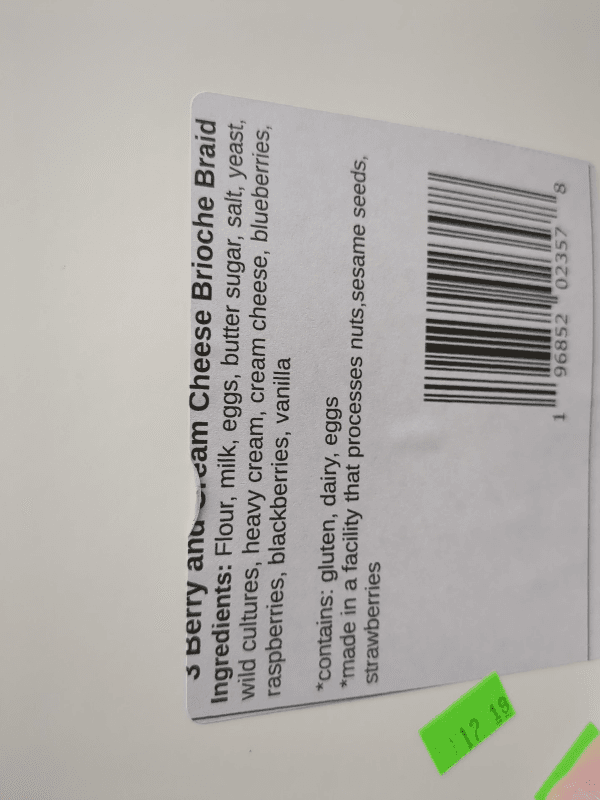 3 Berry and Cream Cheese Brioche Braid
Ingredients: Flour, milk, eggs, butter sugar, salt, yeast,
wild cultures, heavy cream, cream cheese, blueberries,
raspberries, blackberries, vanilla
*contains: gluten, dairy, eggs
*made in a facility that processes nuts,sesame seeds,
strawberries
1 96852 02357 8
12 19